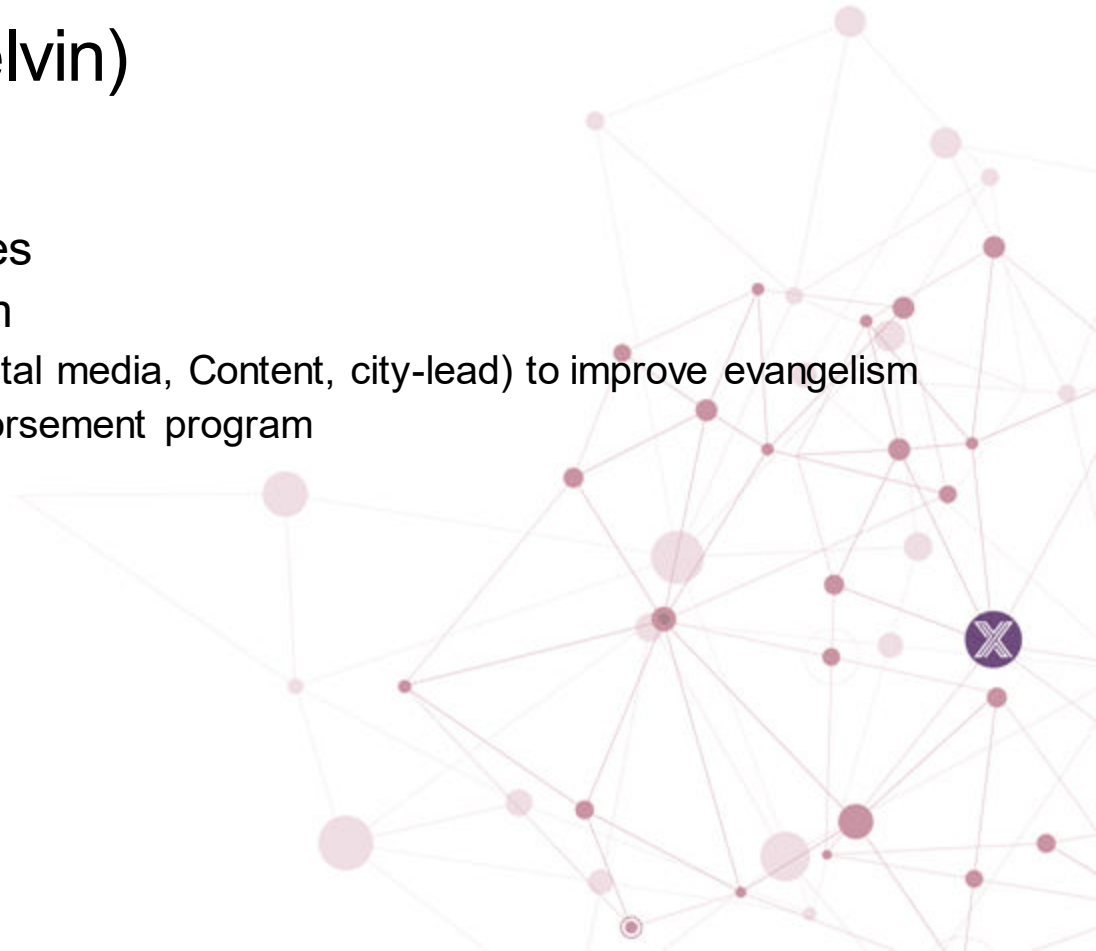 elvin)
es
n
tal media, Content, city-lead) to improve evangelism
orsement program